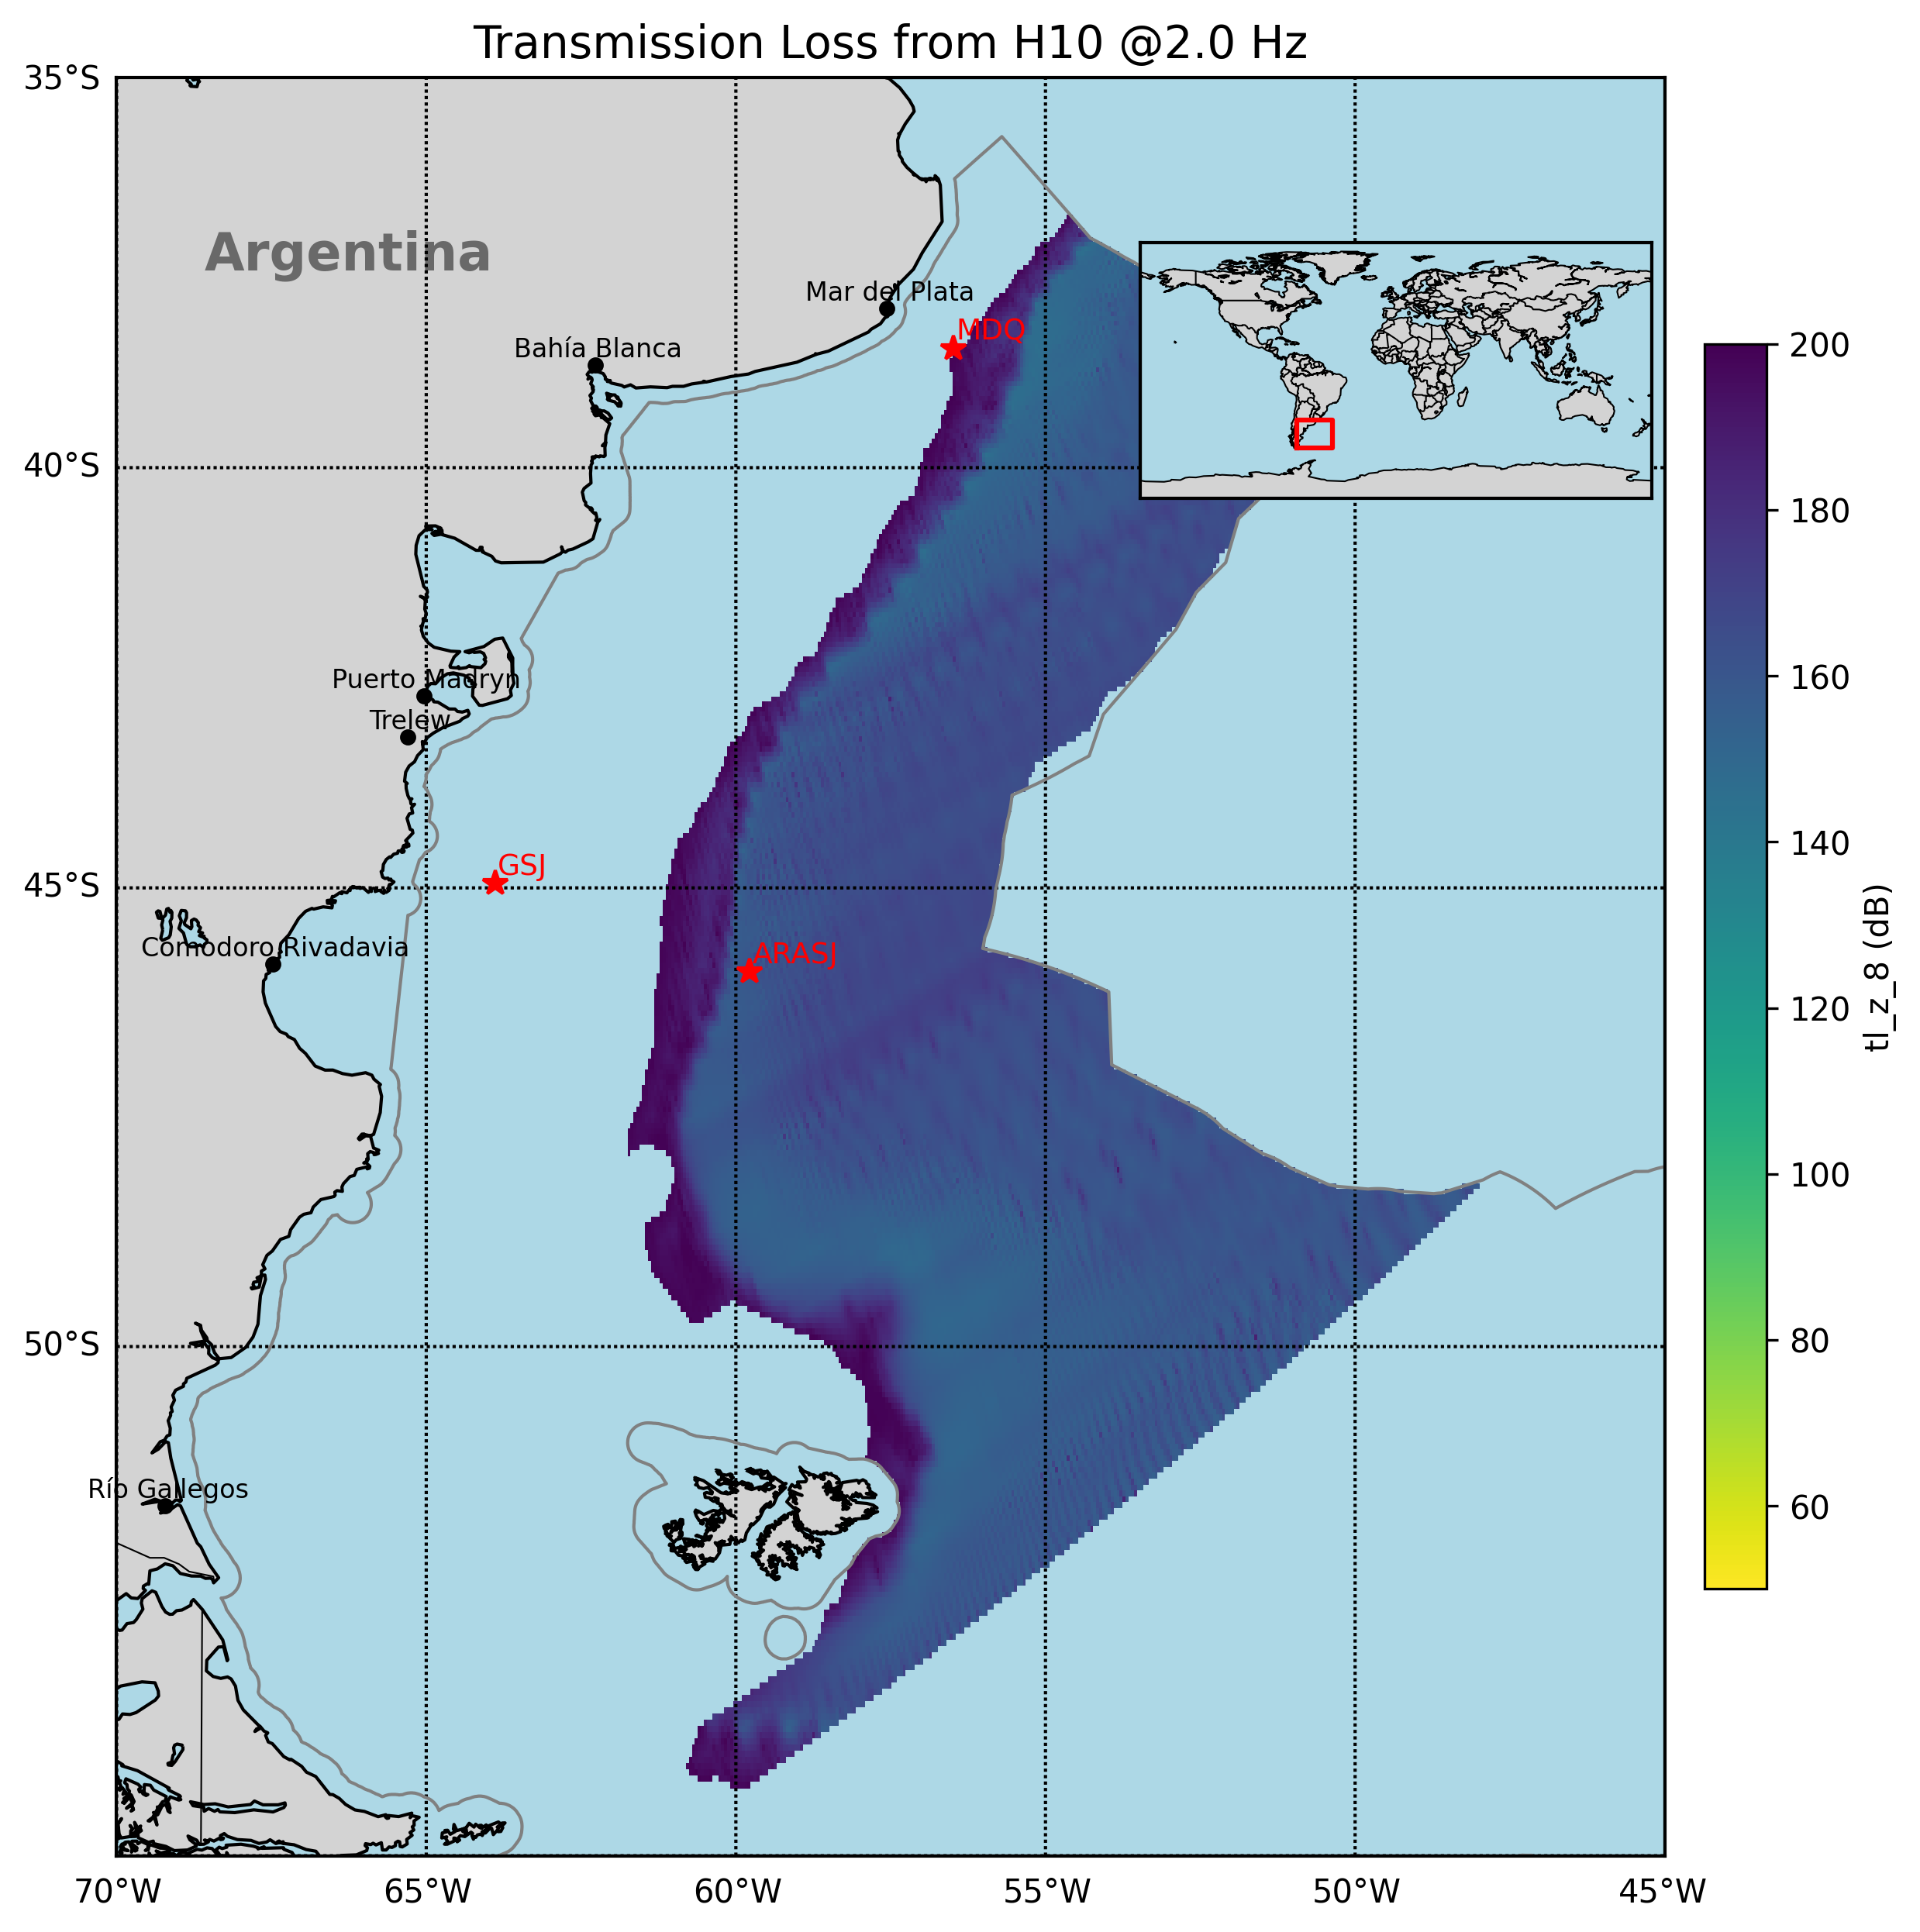 Transmission Loss from H10 @2.0 Hz
35°S
Argentina
Mar del Plata
MDQ
Bahía Blanca
200
180
40°S
160
Puerto Madryn
Trelew
140
GSJ
45°S
ARASJ
Comodoro Rivadavia
120
tl_z_8 (dB)
100
80
50°S
Río Gallegos
60
70°W
65°W
60°W
55°W
50°W
45°W